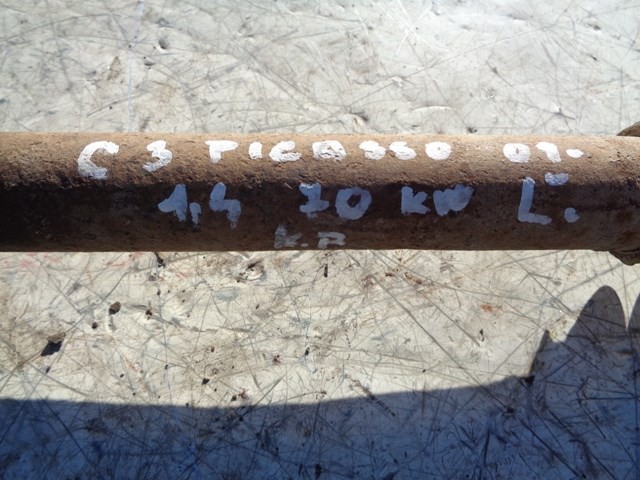 C3 PICASSO 09.
1,4 70 KW L.
K.B